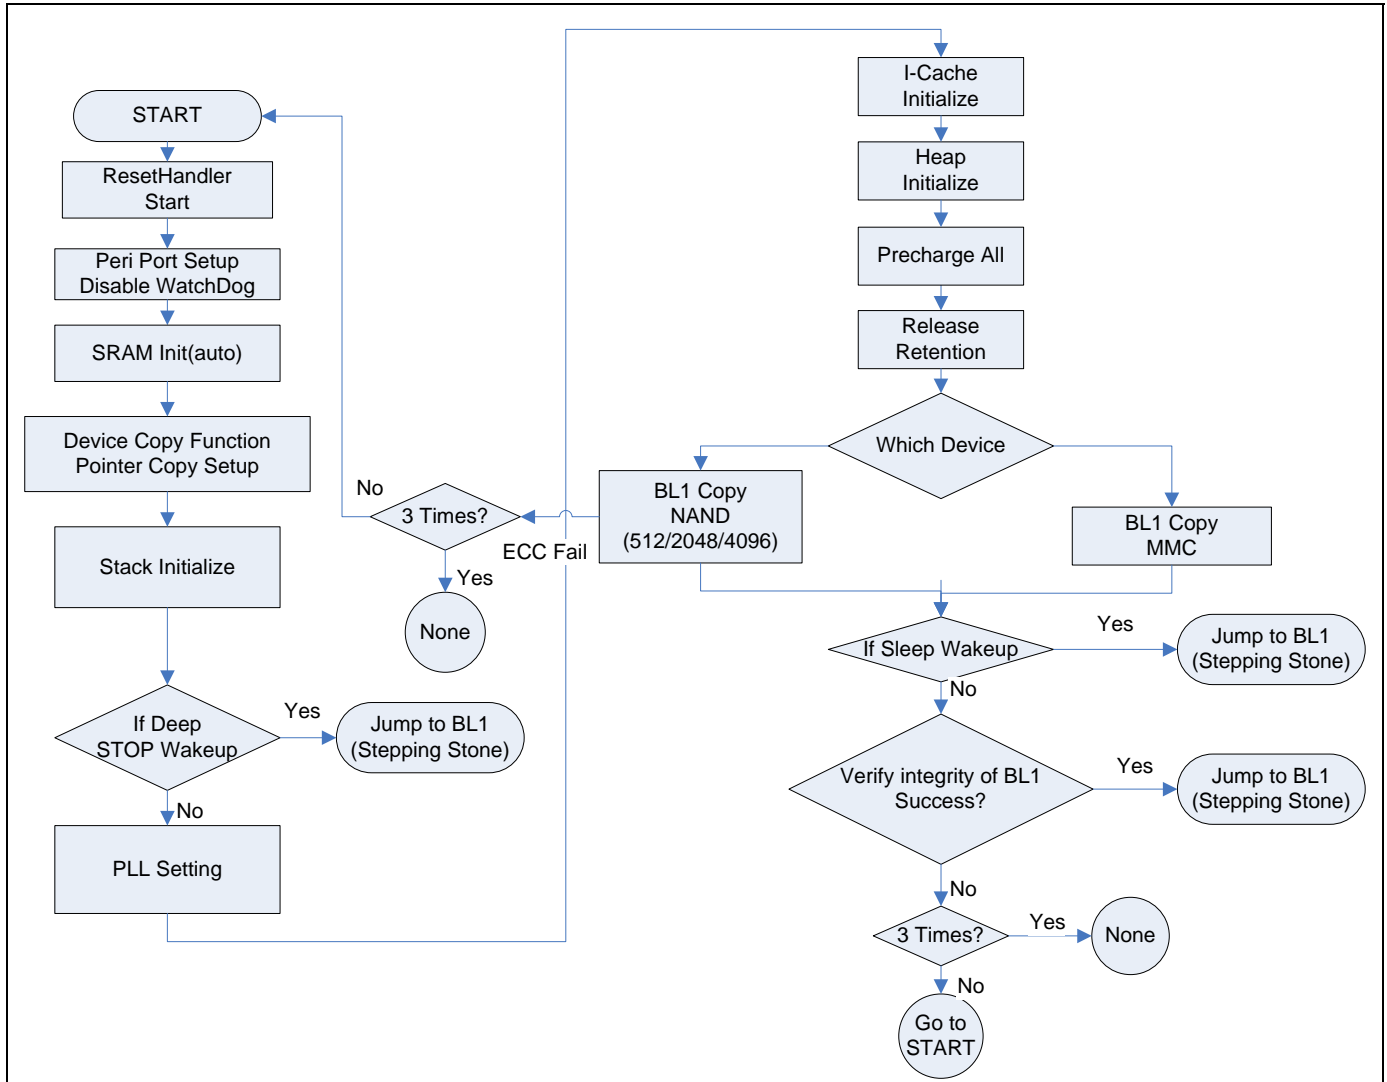 START
ResetHandler
Start
Peri Port Setup
Disable WatchDog
SRAM Init(auto)
Device Copy Function
Pointer Copy Setup
Stack Initialize
If Deep
STOP Wakeup
Yes
Jump to BL1
(Stepping Stone)
No
PLL Setting
I-Cache
Initialize
Heap
Initialize
Precharge All
Release
Retention
Which Device
BL1 Copy
NAND
(512/2048/4096)
BL1 Copy
MMC
ECC Fail
3 Times?
No
Yes
None
If Sleep Wakeup
Yes
Jump to BL1
(Stepping Stone)
No
Verify integrity of BL1
Success?
Yes
Jump to BL1
(Stepping Stone)
No
3 Times?
Yes
None
No
Go to
START